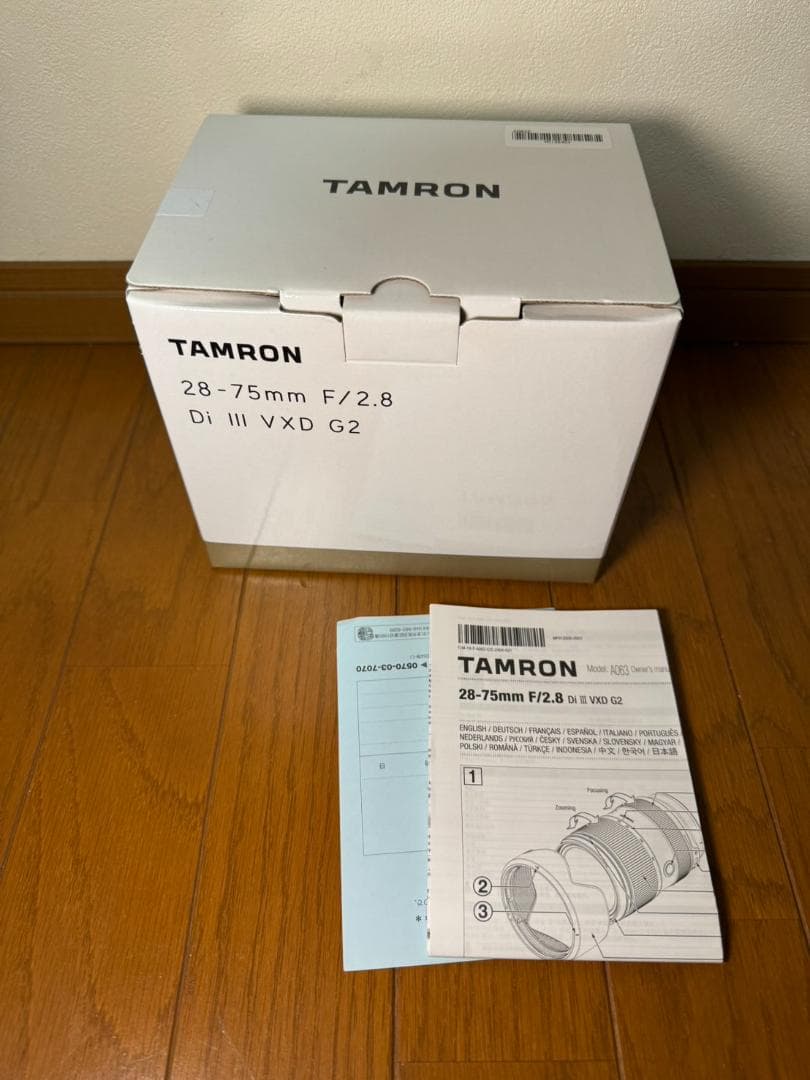 TAMRON
TAMRON
28-75mm F/2.8
Di III VXD G2
0570-03-7070
日
TAMRON Model: A063 Owner's manu
28-75mm F/2.8 Di III VXD G2
ENGLISH / DEUTSCH / FRANÇAIS / ESPAÑOL / ITALIANO / PORTUGUÊS
NEDERLANDS / РУССКИЙ / ČESKY / SVENSKA / SLOVENSKY / MAGYAR /
POLSKI / ROMÂNĂ / TÜRKÇE / INDONESIA / 中文 / 한국어 / 日本語
1
Focusing
Zooming
2
3